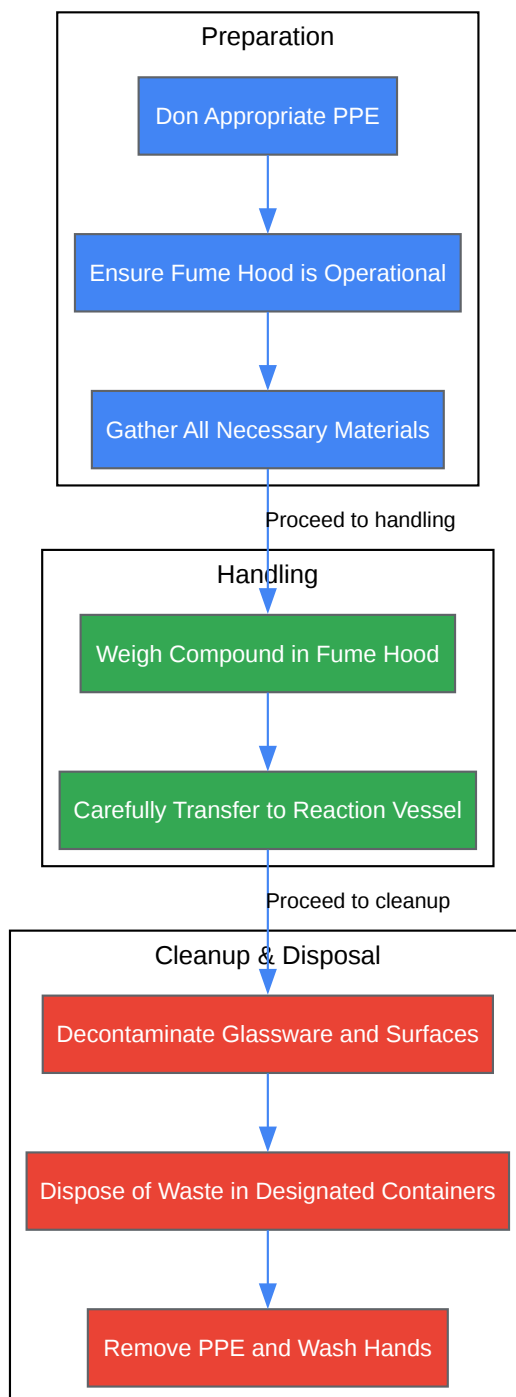 Preparation
Don Appropriate PPE
Ensure Fume Hood is Operational
Gather All Necessary Materials
Proceed to handling
Handling
Weigh Compound in Fume Hood
Carefully Transfer to Reaction Vessel
Proceed to cleanup
Cleanup & Disposal
Decontaminate Glassware and Surfaces
Dispose of Waste in Designated Containers
Remove PPE and Wash Hands